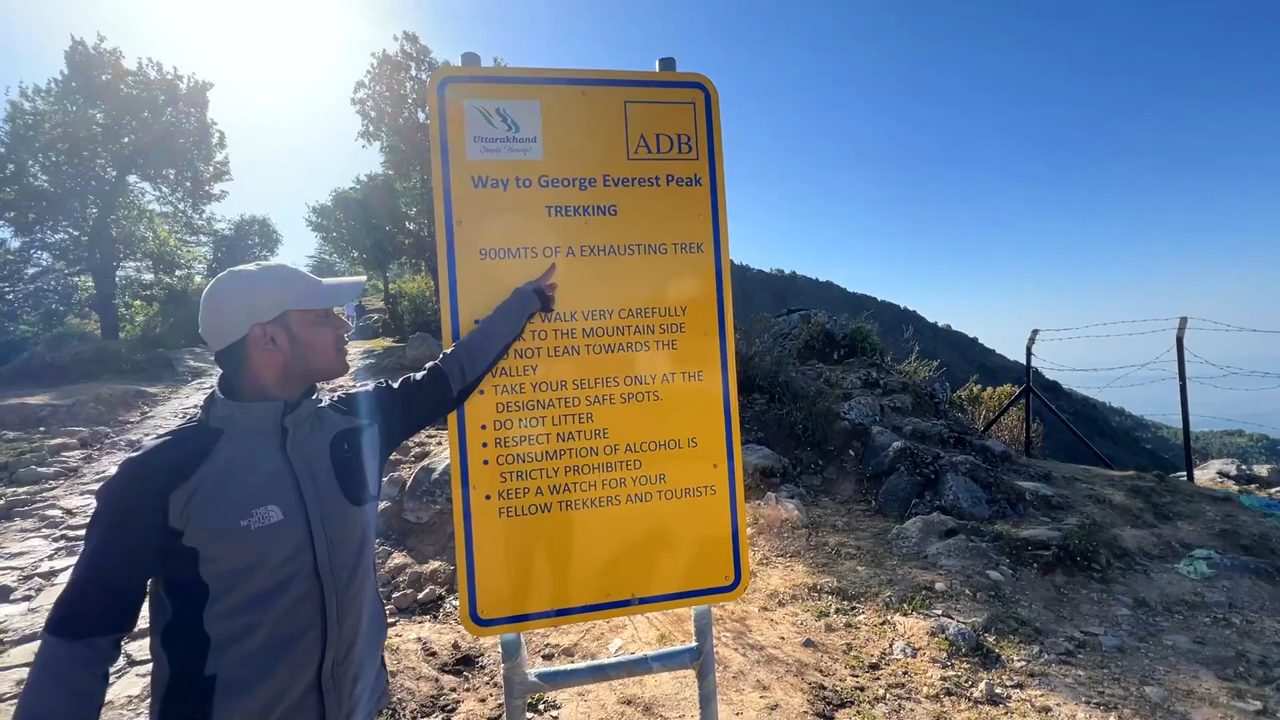 Uttarakhand
Simply Heaven!
ADB
Way to George Everest Peak
TREKKING
900MTS OF A EXHAUSTING TREK
WALK VERY CAREFULLY
TO THE MOUNTAIN SIDE
NOT LEAN TOWARDS THE
VALLEY
• TAKE YOUR SELFIES ONLY AT THE
DESIGNATED SAFE SPOTS.
• DO NOT LITTER
• RESPECT NATURE
• CONSUMPTION OF ALCOHOL IS
STRICTLY PROHIBITED
• KEEP A WATCH FOR YOUR
FELLOW TREKKERS AND TOURISTS
THE
NORTH
FACE